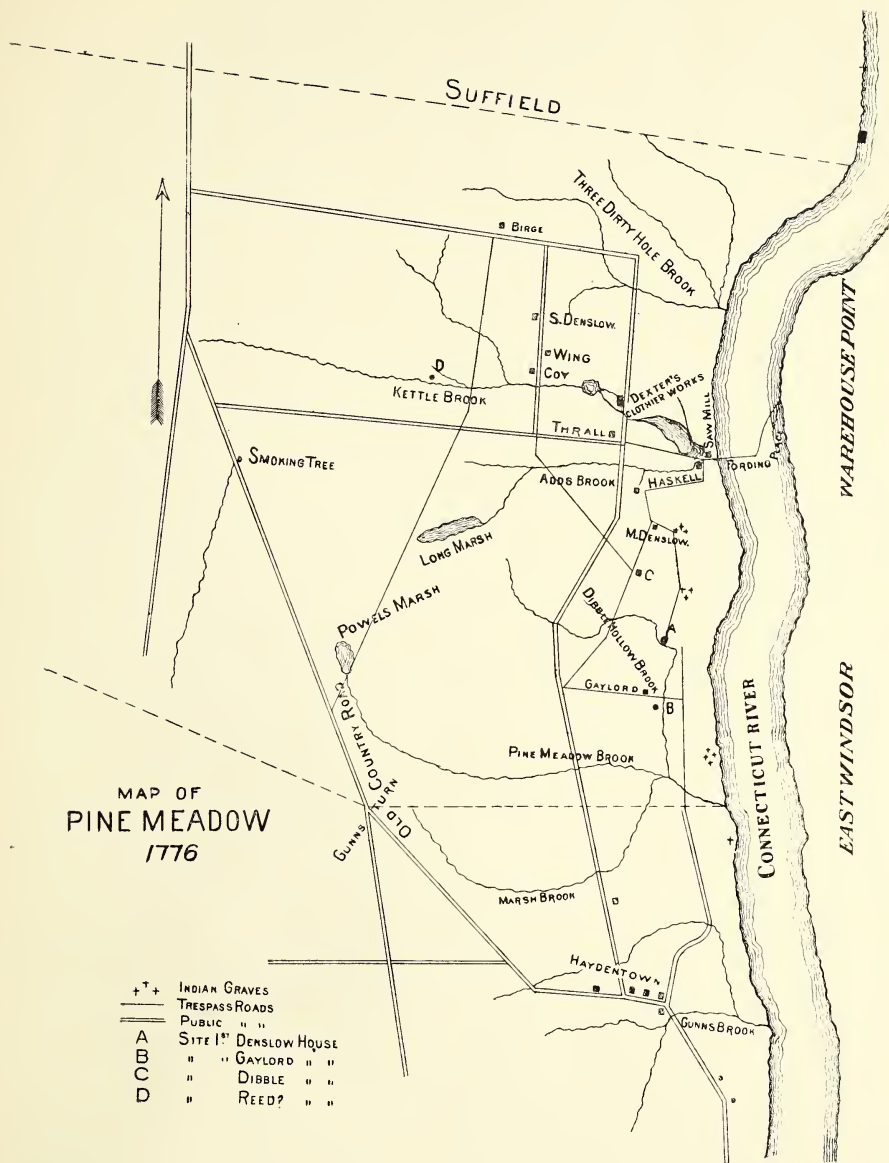 SUFFIELD
THREE DIRTY HOLE BROOK
BIRGE
S. DENSLOW.
WING
COY
D
KETTLE BROOK
DEXTER'S
CLOTHIER WORKS
THRALL
SAW MILL
FORDING PLACE
WAREHOUSE POINT
SMOKING TREE
ADDS BROOK
HASKELL
LONG MARSH
M. DENSLOW.
C
POWELS MARSH
DIBBLE HOLLOW BROOK
A
GAYLORD
B
OLD COUNTRY ROAD
GUNNS TURN
PINE MEADOW BROOK
CONNECTICUT RIVER
EAST WINDSOR
MAP OF
PINE MEADOW
1776
MARSH BROOK
HAYDENTOWN
GUNNS BROOK
INDIAN GRAVES
TRESPASS ROADS
PUBLIC " "
A SITE 1ST DENSLOW HOUSE
B " " GAYLORD " "
C " DIBBLE " "
D " REED? " "